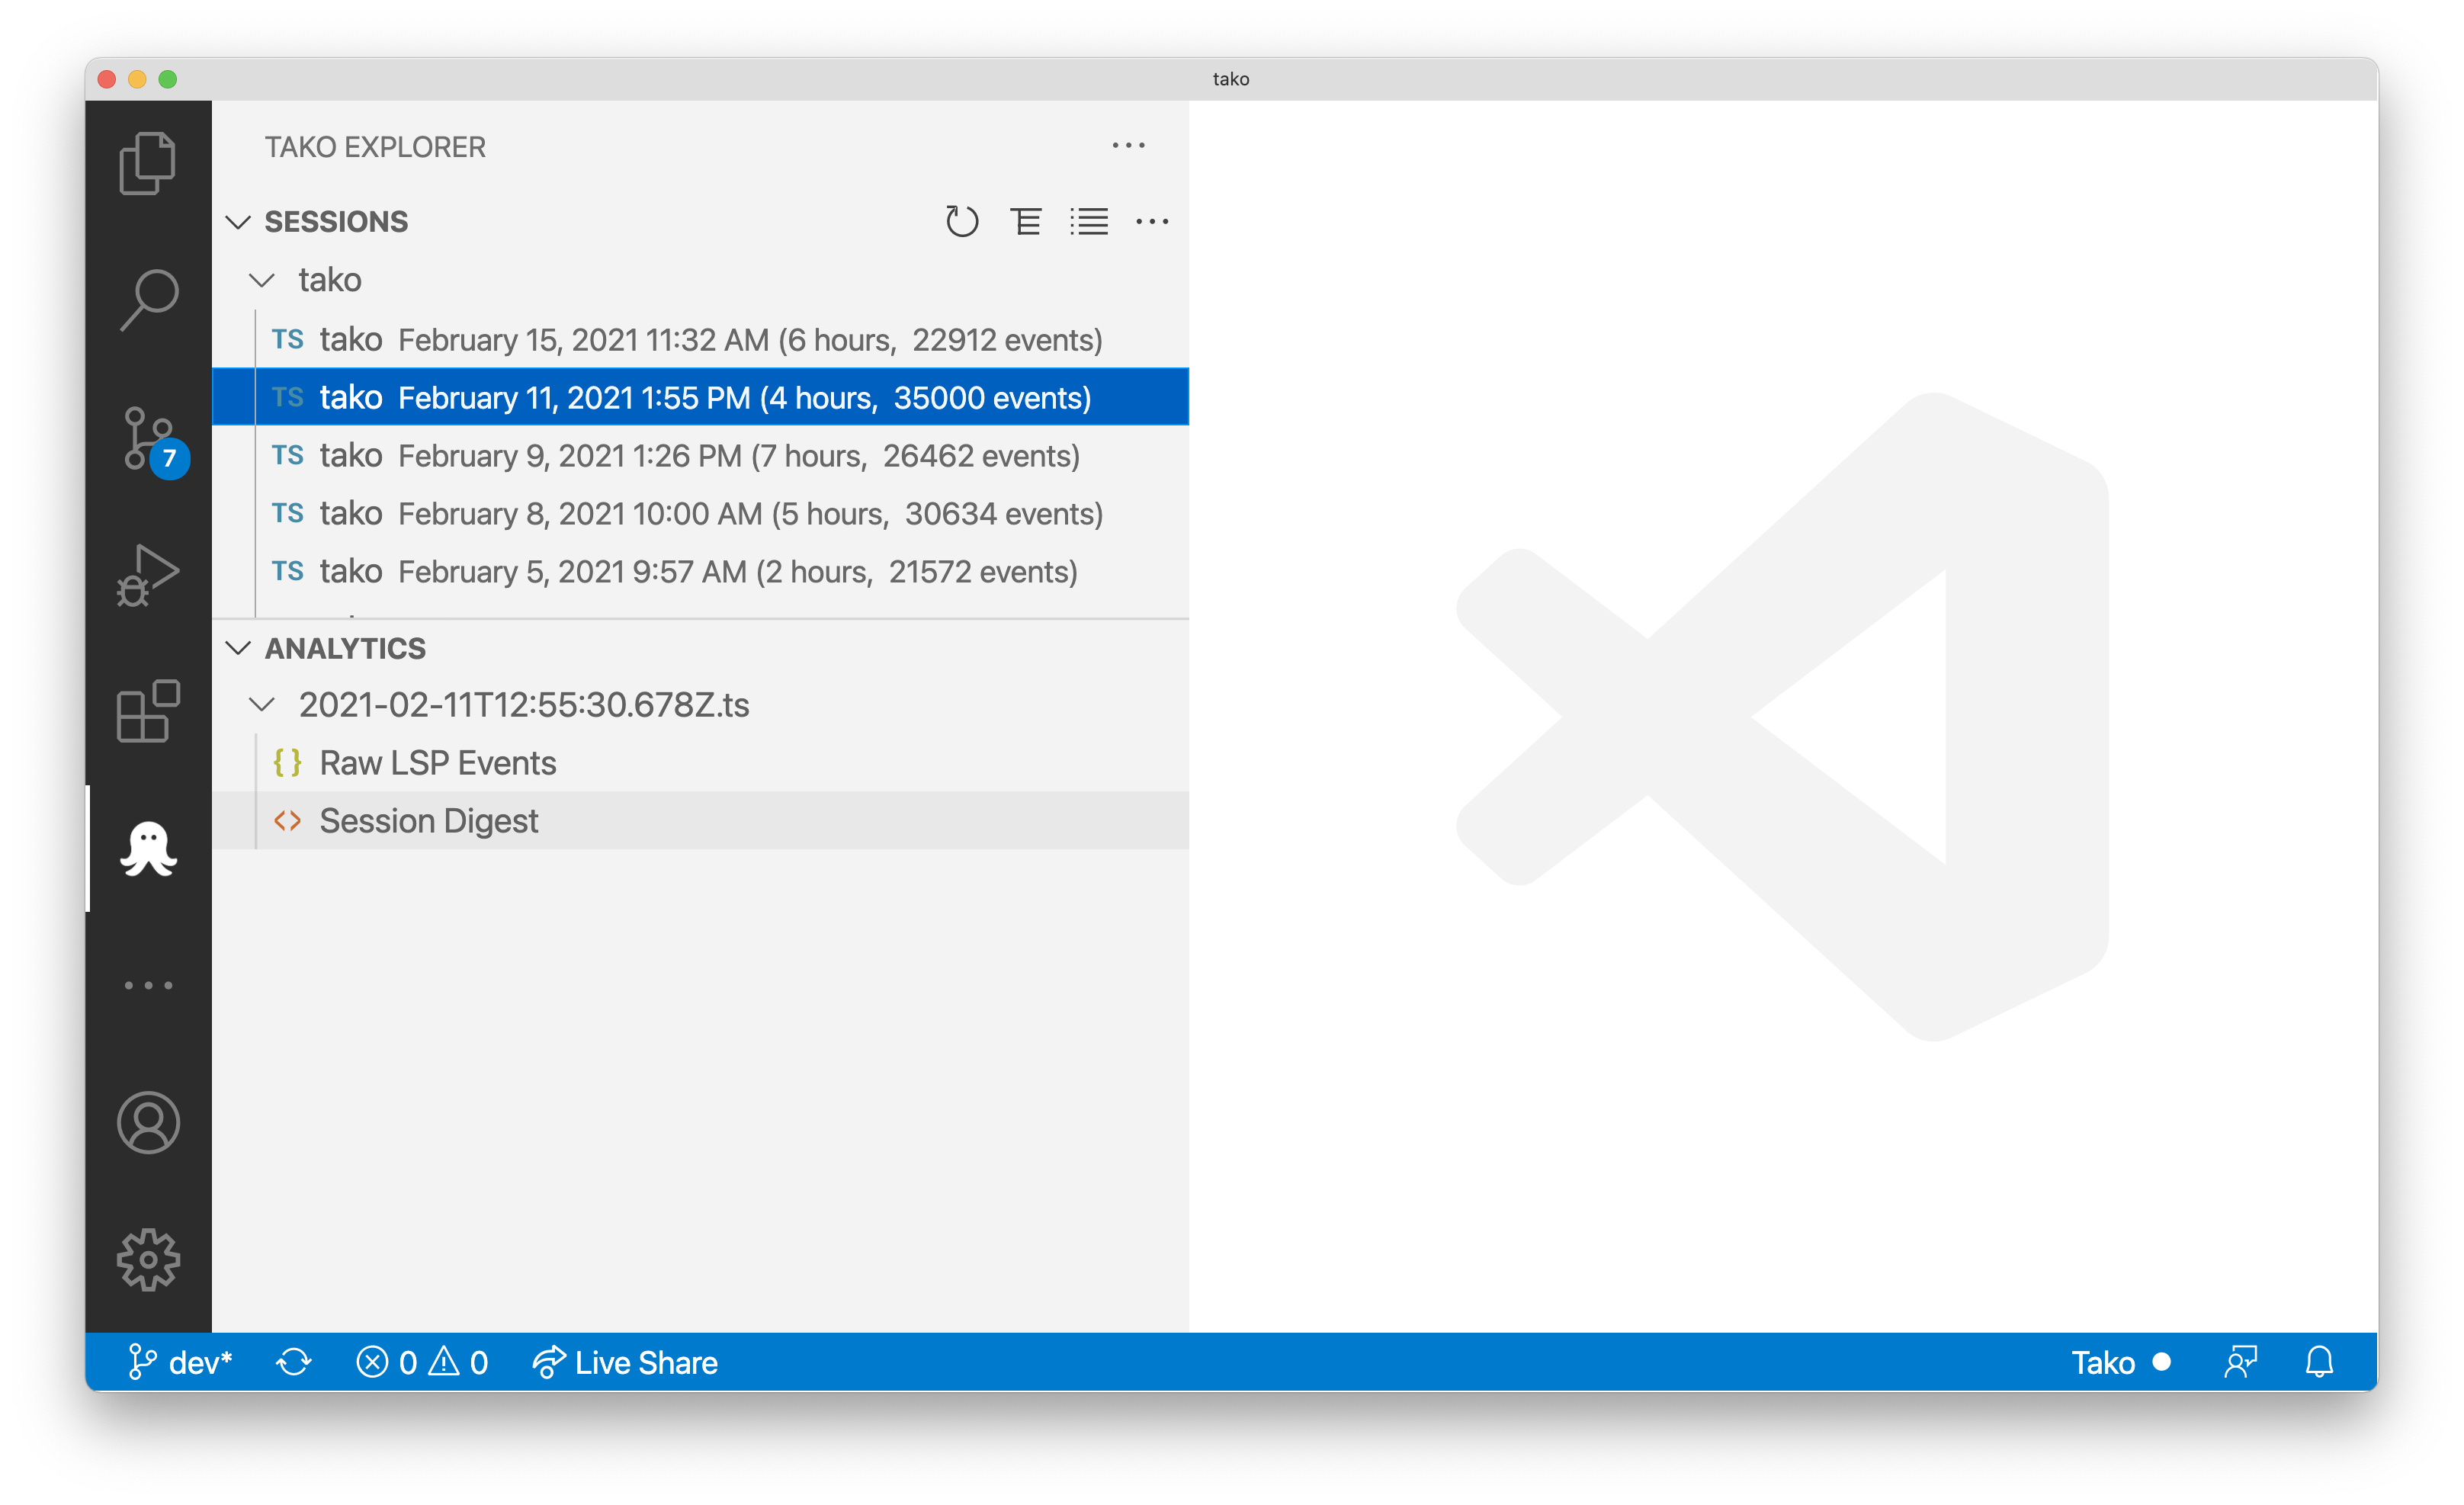 tako
TAKO EXPLORER
SESSIONS
tako
TS tako February 15, 2021 11:32 AM (6 hours, 22912 events)
TS tako February 11, 2021 1:55 PM (4 hours, 35000 events)
TS tako February 9, 2021 1:26 PM (7 hours, 26462 events)
TS tako February 8, 2021 10:00 AM (5 hours, 30634 events)
TS tako February 5, 2021 9:57 AM (2 hours, 21572 events)
7
ANALYTICS
2021-02-11T12:55:30.678Z.ts
{} Raw LSP Events
<> Session Digest
dev* 0 0 Live Share Tako